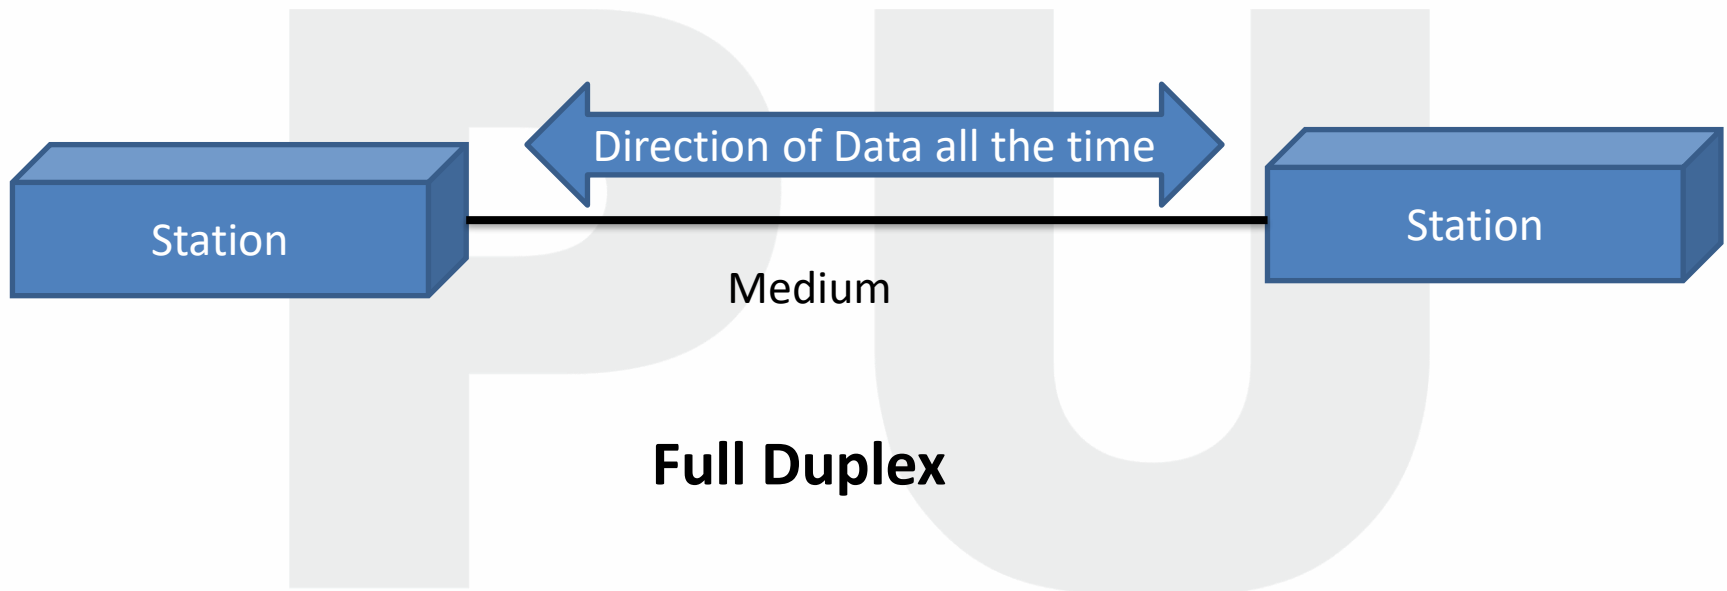 Direction of Data all the time
Station
Station
Medium
Full Duplex
PU